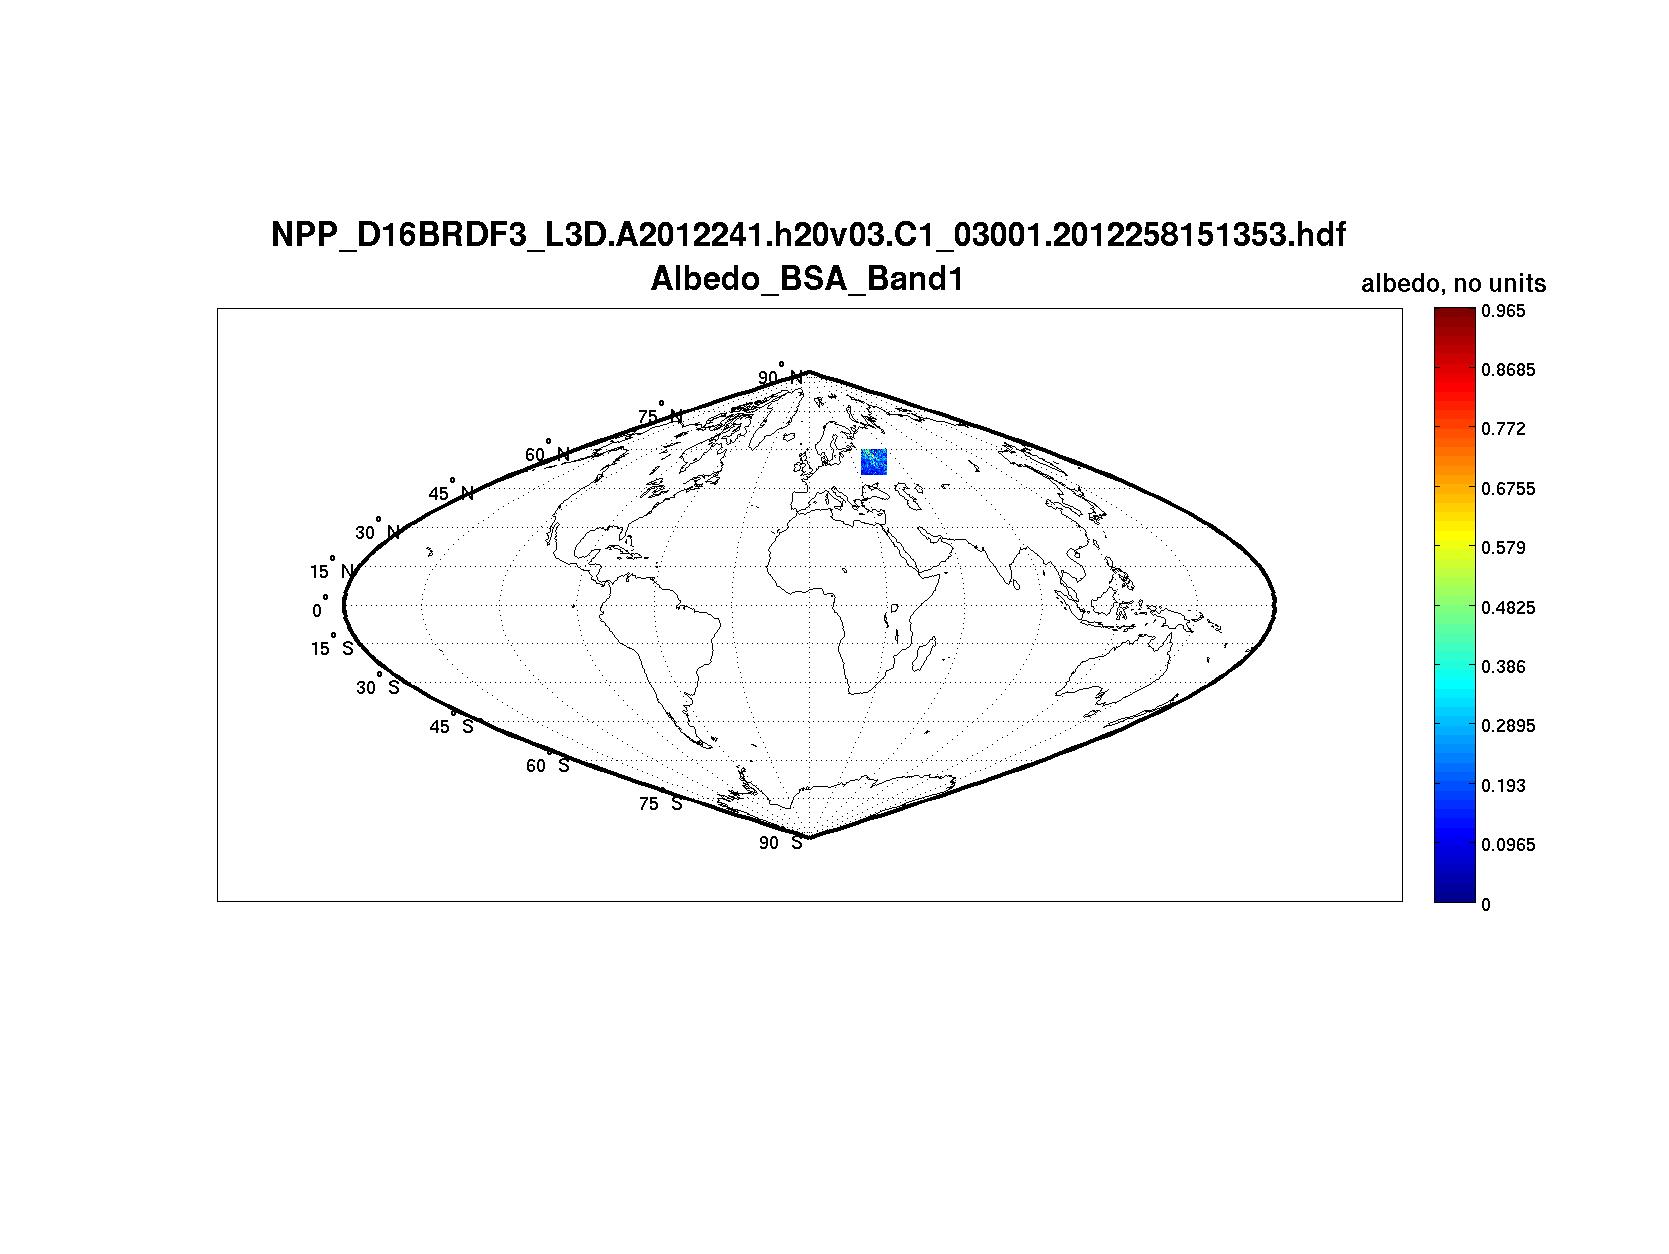 NPP_D16BRDF3_L3D.A2012241.h20v03.C1_03001.2012258151353.hdf
Albedo_BSA_Band1
albedo, no units
0.965
0.8685
0.772
0.6755
0.579
0.4825
0.386
0.2895
0.193
0.0965
0
90° N
75° N
60° N
45° N
30° N
15° N
0°
15° S
30° S
45° S
60° S
75° S
90° S